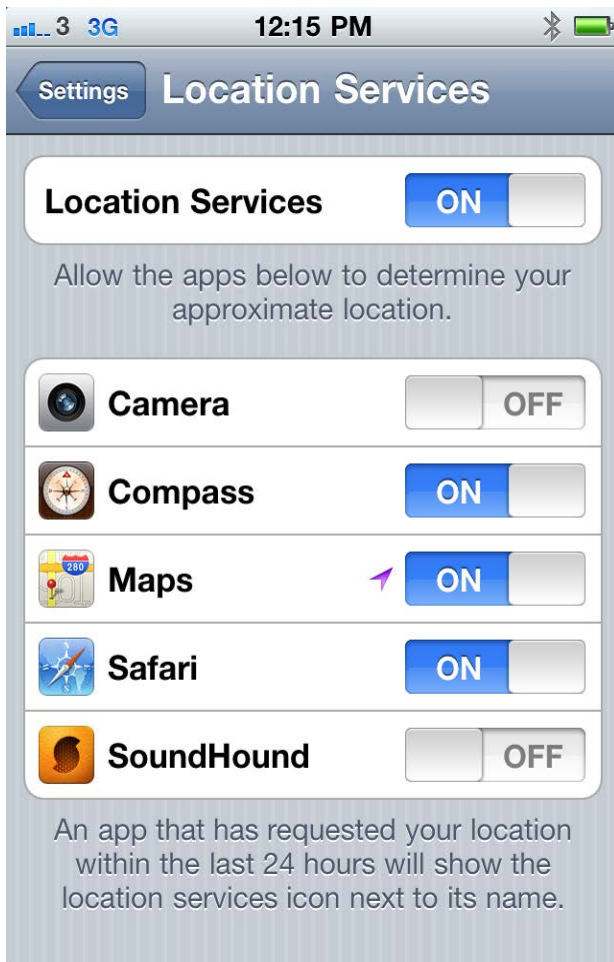 3 3G 12:15 PM
Settings Location Services
Location Services ON
Allow the apps below to determine your
approximate location.
Camera OFF
Compass ON
280
Maps ON
Safari ON
SoundHound OFF
An app that has requested your location
within the last 24 hours will show the
location services icon next to its name.